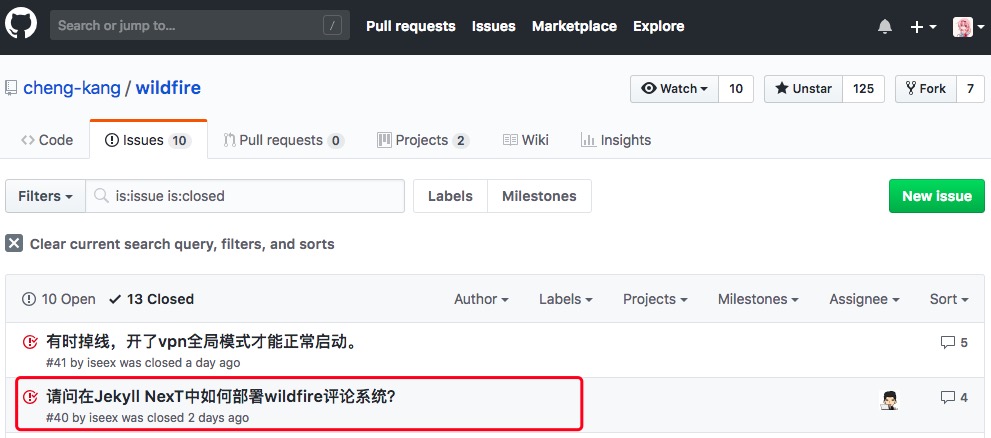 Search or jump to... / Pull requests Issues Marketplace Explore
cheng-kang / wildfire Watch 10 Unstar 125 Fork 7
Code Issues 10 Pull requests 0 Projects 2 Wiki Insights
Filters is:issue is:closed Labels Milestones New issue
Clear current search query, filters, and sorts
10 Open 13 Closed Author Labels Projects Milestones Assignee Sort
有时掉线，开了vpn全局模式才能正常启动。 5
#41 by iseex was closed a day ago
请问在Jekyll NexT中如何部署wildfire评论系统? 4
#40 by iseex was closed 2 days ago